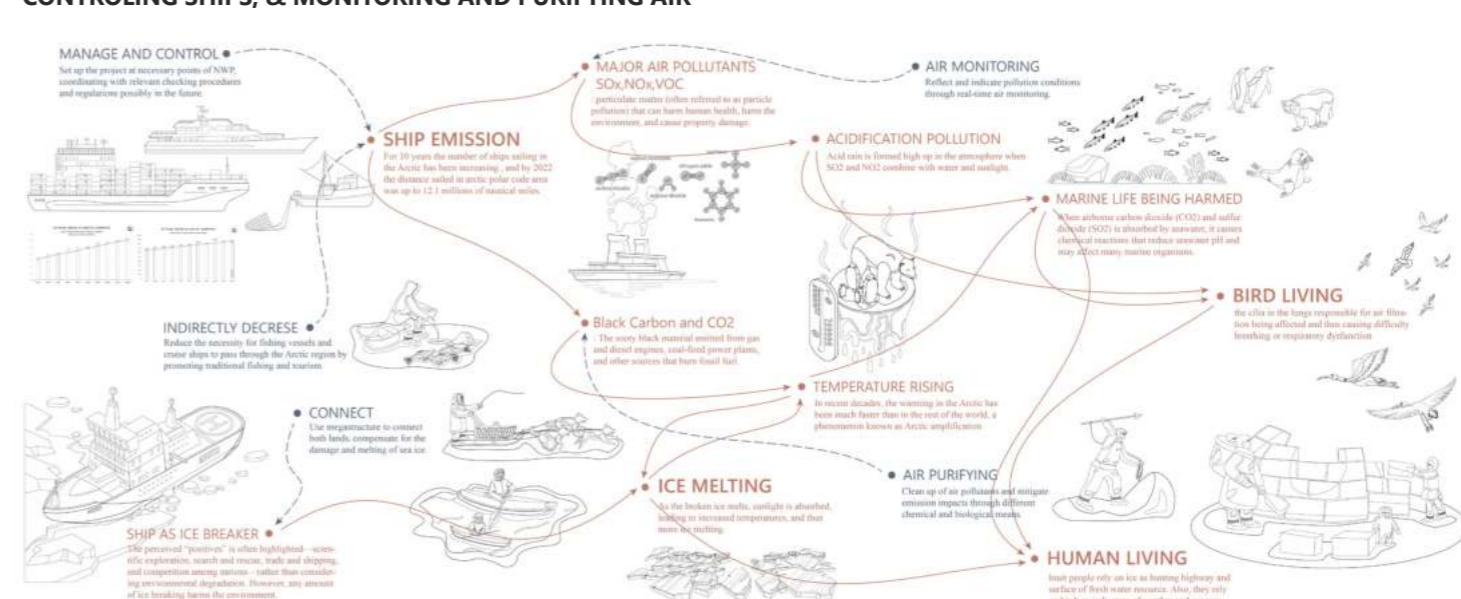 CONTROLING SHIPS, & MONITORING AND PURIFTING AIR
MANAGE AND CONTROL
Set up the project at necessary points of NWP,
coordinating with relevant checking procedures
and regulations possibly in the future.
MAJOR AIR POLLUTANTS
SOx,NOx,VOC
particulate matter (often referred to as particle
pollution) that can harm human health, harm the
environment, and cause property damage.
AIR MONITORING
Reflect and indicate pollution conditions
through real-time air monitoring.
SHIP EMISSION
For 10 years the number of ships sailing in
the Arctic has been increasing , and by 2022
the distance sailed in arctic polar code area
was up to 12.1 millions of nautical miles.
ACIDIFICATION POLLUTION
Acid rain is formed high up in the atmosphere when
SO2 and NO2 combine with water and sunlight.
MARINE LIFE BEING HARMED
When airborne carbon dioxide (CO2) and sulfur
dioxide (SO2) is absorbed by seawater, it causes
chemical reactions that reduce seawater pH and
may affect many marine organisms.
BIRD LIVING
the cilia in the lungs responsible for air filtra-
tion being affected and thus causing difficulty
breathing or respiratory dysfunction
INDIRECTLY DECRESE
Reduce the necessity for fishing vessels and
cruise ships to pass through the Arctic region by
promoting traditional fishing and tourism
Black Carbon and CO2
: The sooty black material emitted from gas
and diesel engines, coal-fired power plants,
and other sources that burn fossil fuel.
TEMPERATURE RISING
In recent decades, the warming in the Arctic has
been much faster than in the rest of the world, a
phenomenon known as Arctic amplification
CONNECT
Use megastructure to connect
both lands, compensate for the
damage and melting of sea ice.
AIR PURIFYING
Clean up of air pollutants and mitigate
emission impacts through different
chemical and biological means.
ICE MELTING
As the broken ice melts, sunlight is absorbed,
leading to increased temperatures, and thus
more ice melting.
SHIP AS ICE BREAKER
The perceived "positives" is often highlighted—scien-
tific exploration, search and rescue, trade and shipping,
and competition among nations—rather than consider-
ing environmental degradation. However, any amount
of ice breaking harms the environment.
HUMAN LIVING
Inuit people rely on ice as hunting highway and
surface of fresh water resource. Also, they rely